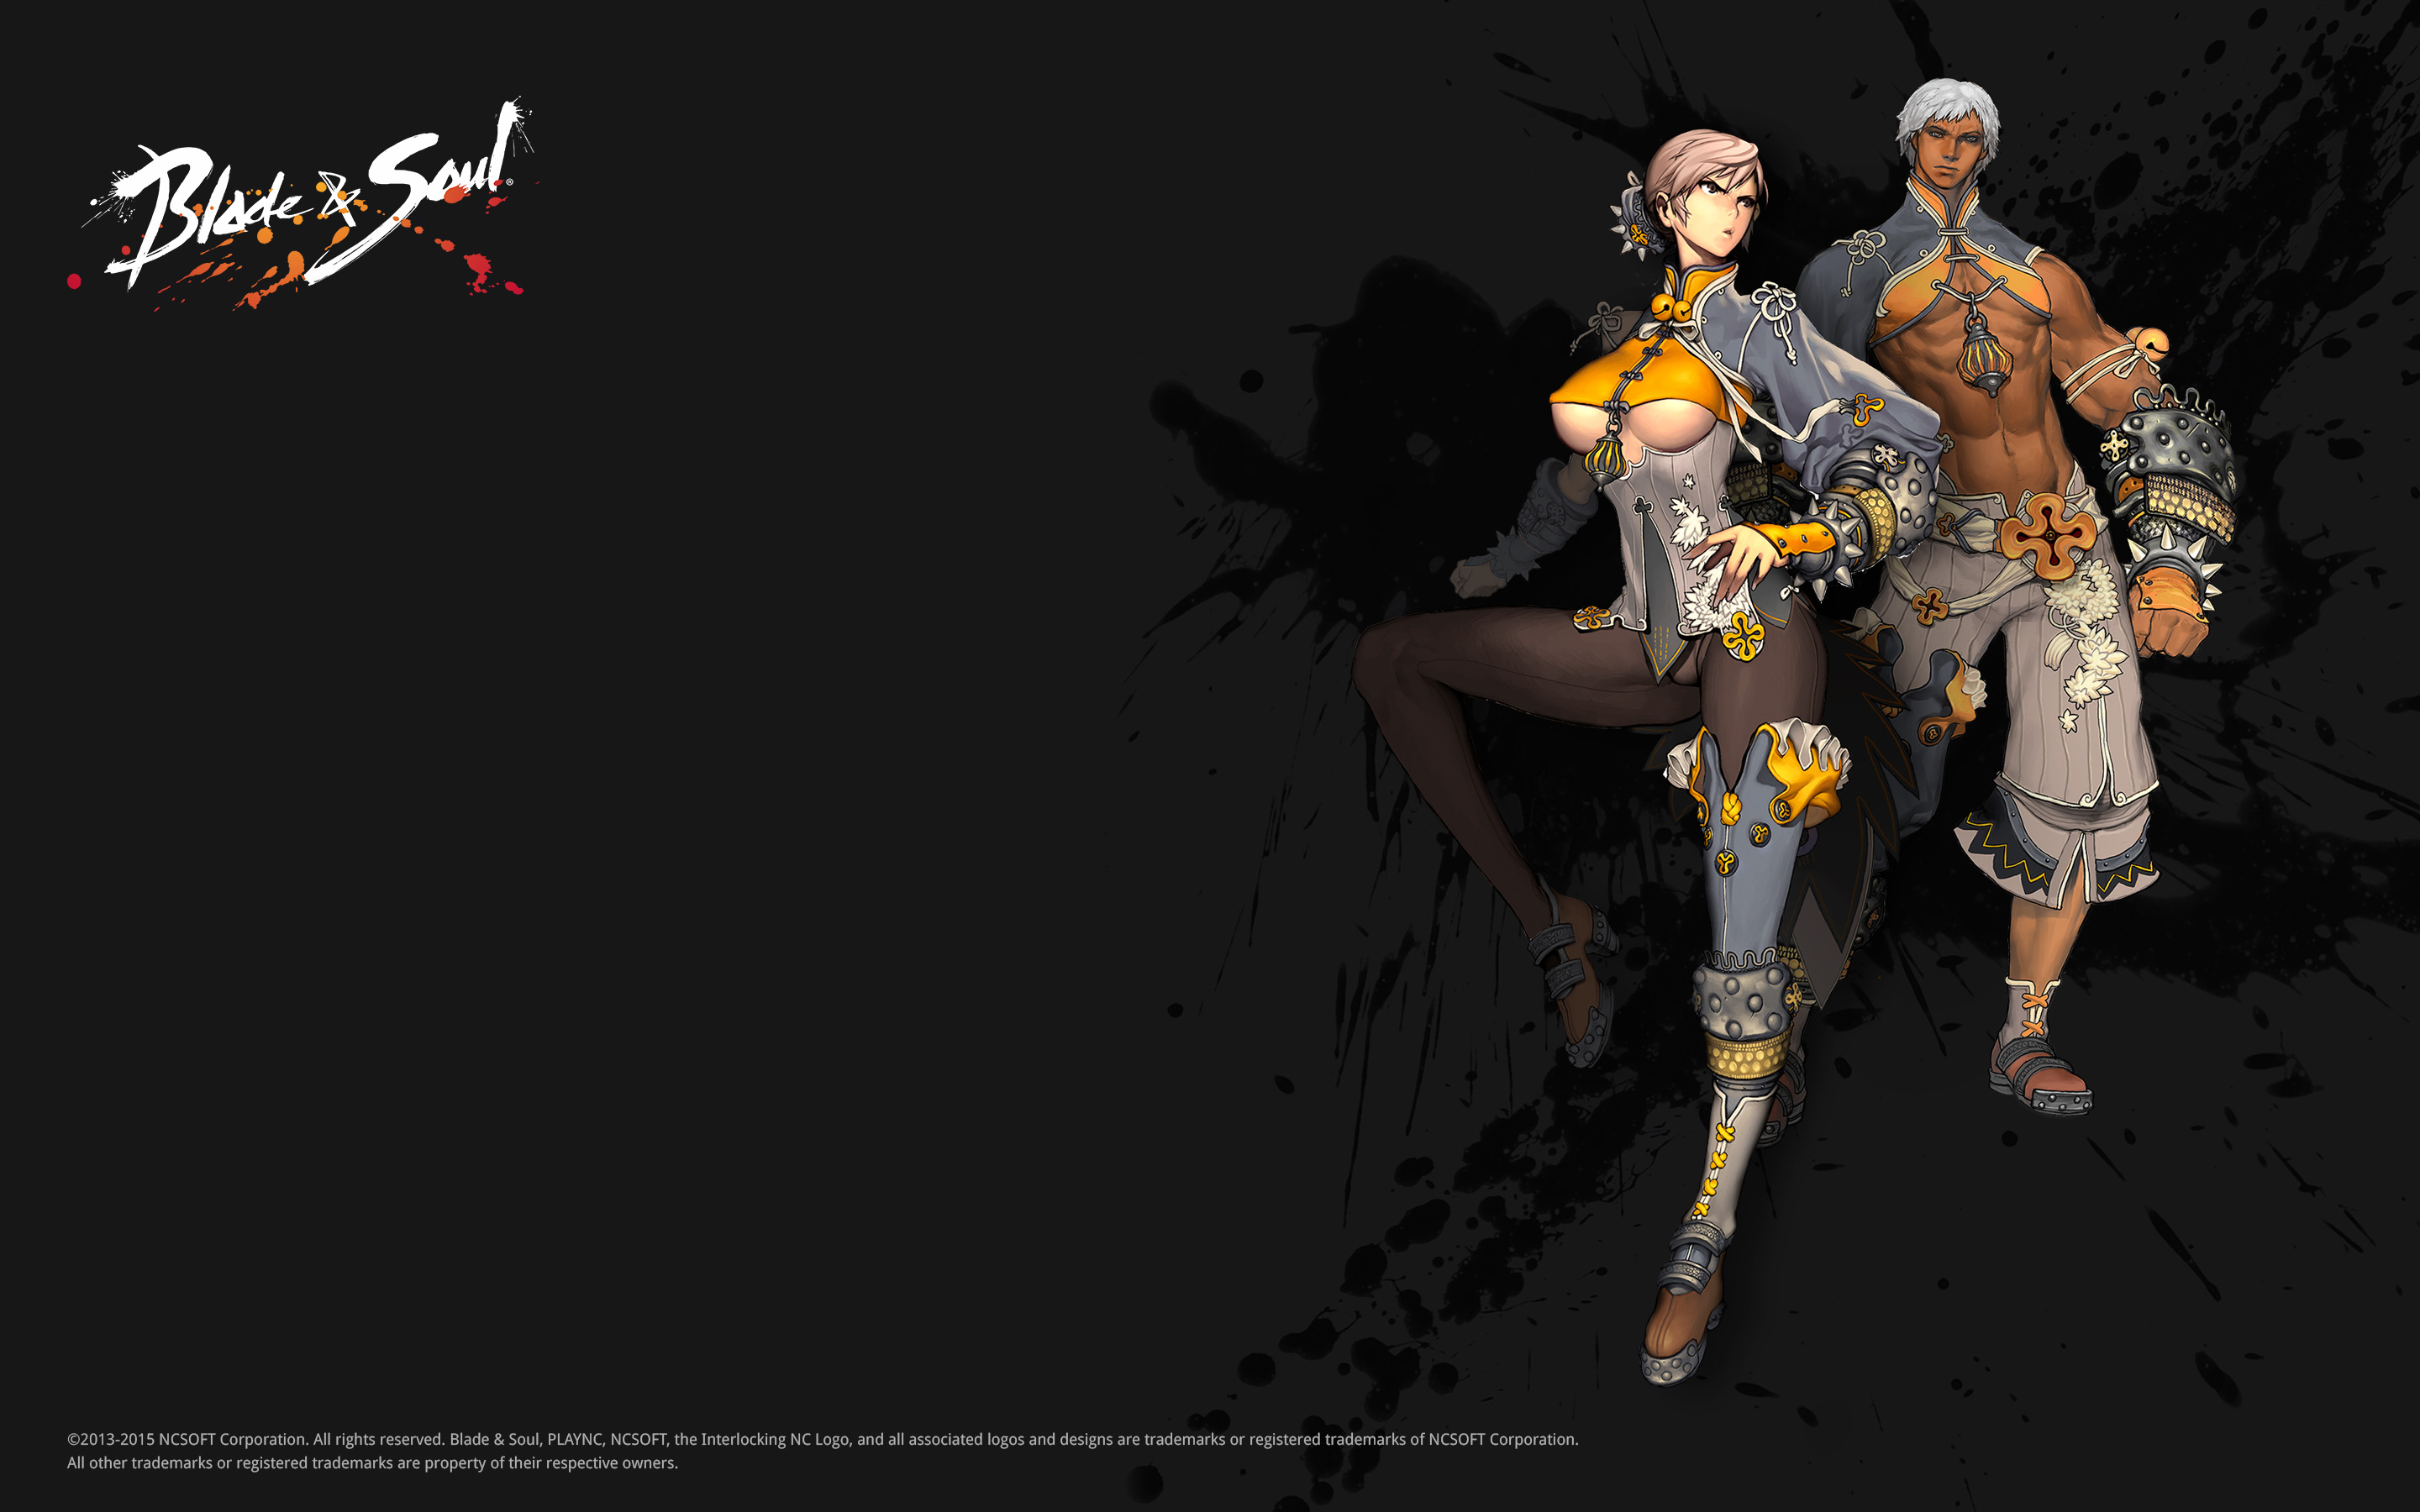 Blade & Soul®
©2013-2015 NCSOFT Corporation. All rights reserved. Blade & Soul, PLAYNC, NCSOFT, the Interlocking NC Logo, and all associated logos and designs are trademarks or registered trademarks of NCSOFT Corporation.
All other trademarks or registered trademarks are property of their respective owners.